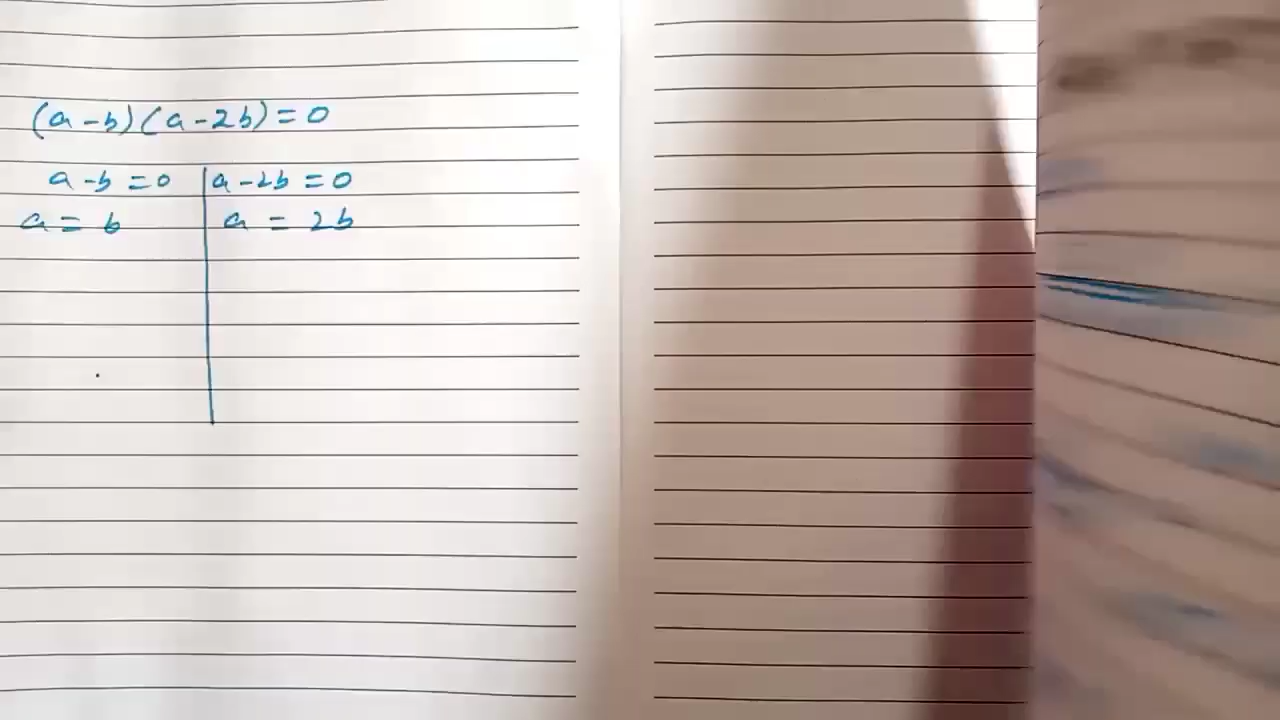 (a-b)(a-2b)=0
a-b=0 | a-2b=0
a=b | a=2b